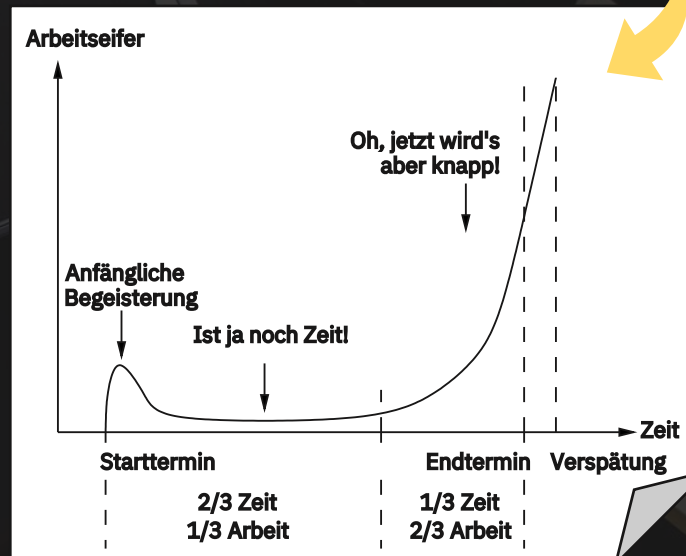 Arbeitseifer
Oh, jetzt wird's
aber knapp!
Anfängliche
Begeisterung
Ist ja noch Zeit!
Zeit
Starttermin
Endtermin
Verspätung
2/3 Zeit
1/3 Arbeit
1/3 Zeit
2/3 Arbeit